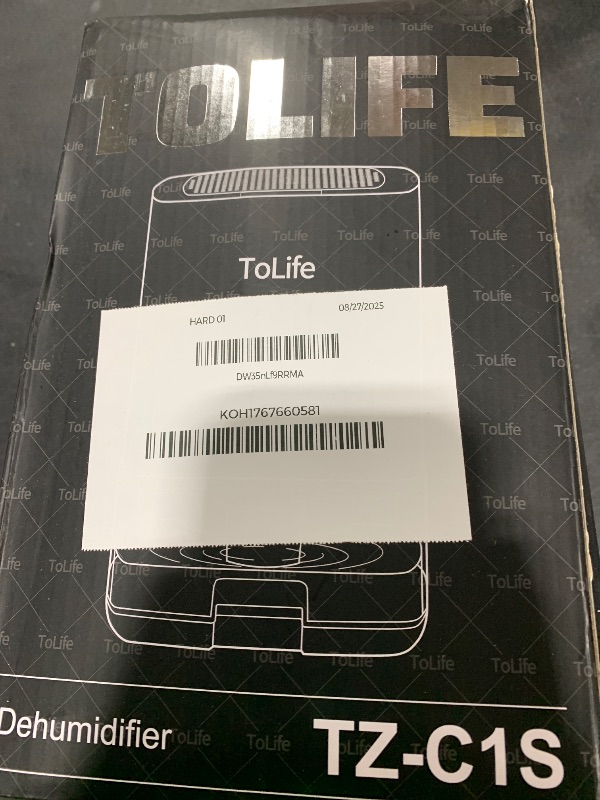 TOLIFE
ToLife
HARD 01 08/27/2025
DW35nLf9RRMA
KOH1767660581
Dehumidifier TZ-C1S